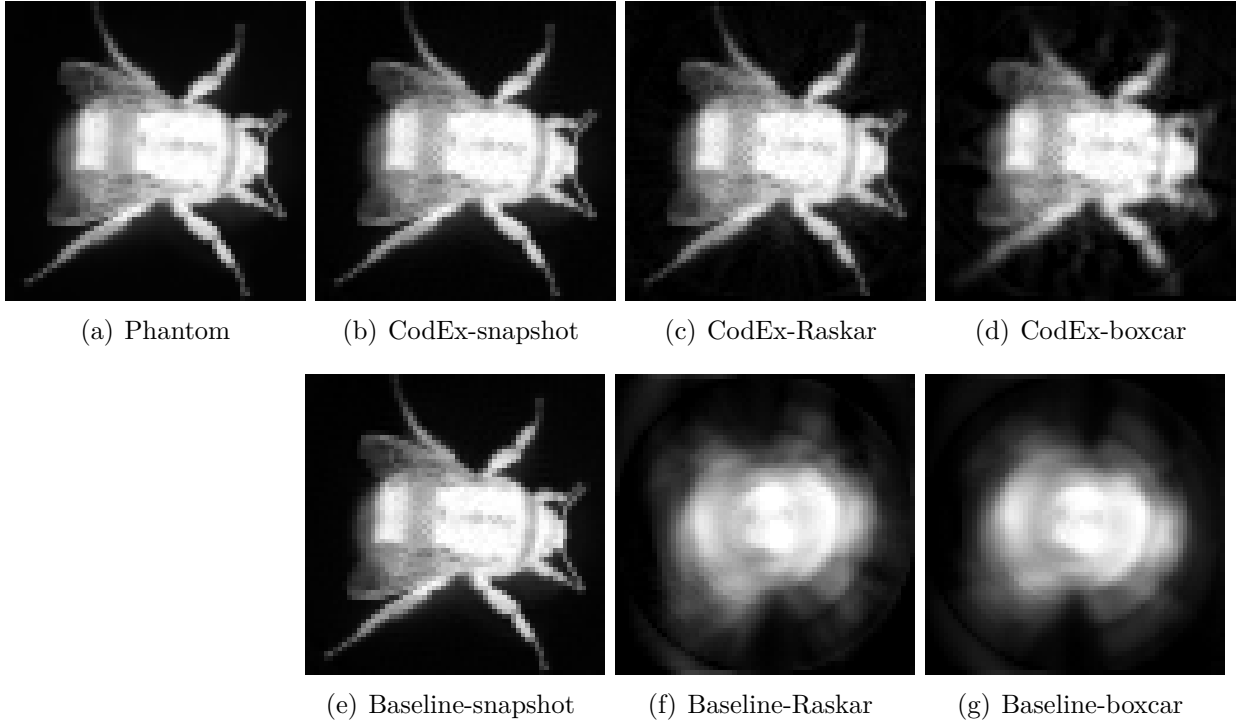 (a) Phantom
(b) CodEx-snapshot
(c) CodEx-Raskar
(d) CodEx-boxcar
(e) Baseline-snapshot
(f) Baseline-Raskar
(g) Baseline-boxcar